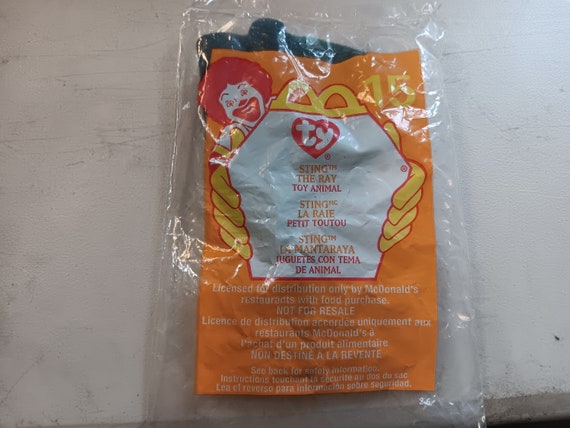 15
ty
®
STING™
THE RAY
TOY ANIMAL
®
STING MC
LA RAIE
PETIT TOUTOU
STING™
LA MANTARAYA
JUGUETES CON TEMA
DE ANIMAL
Licensed for distribution only by McDonald's
restaurants with food purchase.
NOT FOR RESALE
Licence de distribution accordée uniquement aux
restaurants McDonald's à
l'achat d'un produit alimentaire
NON DESTINÉ À LA REVENTE
See back for safety information.
Instructions touchant la sécurité au dos du sac
Lea el reverso para información sobre seguridad.